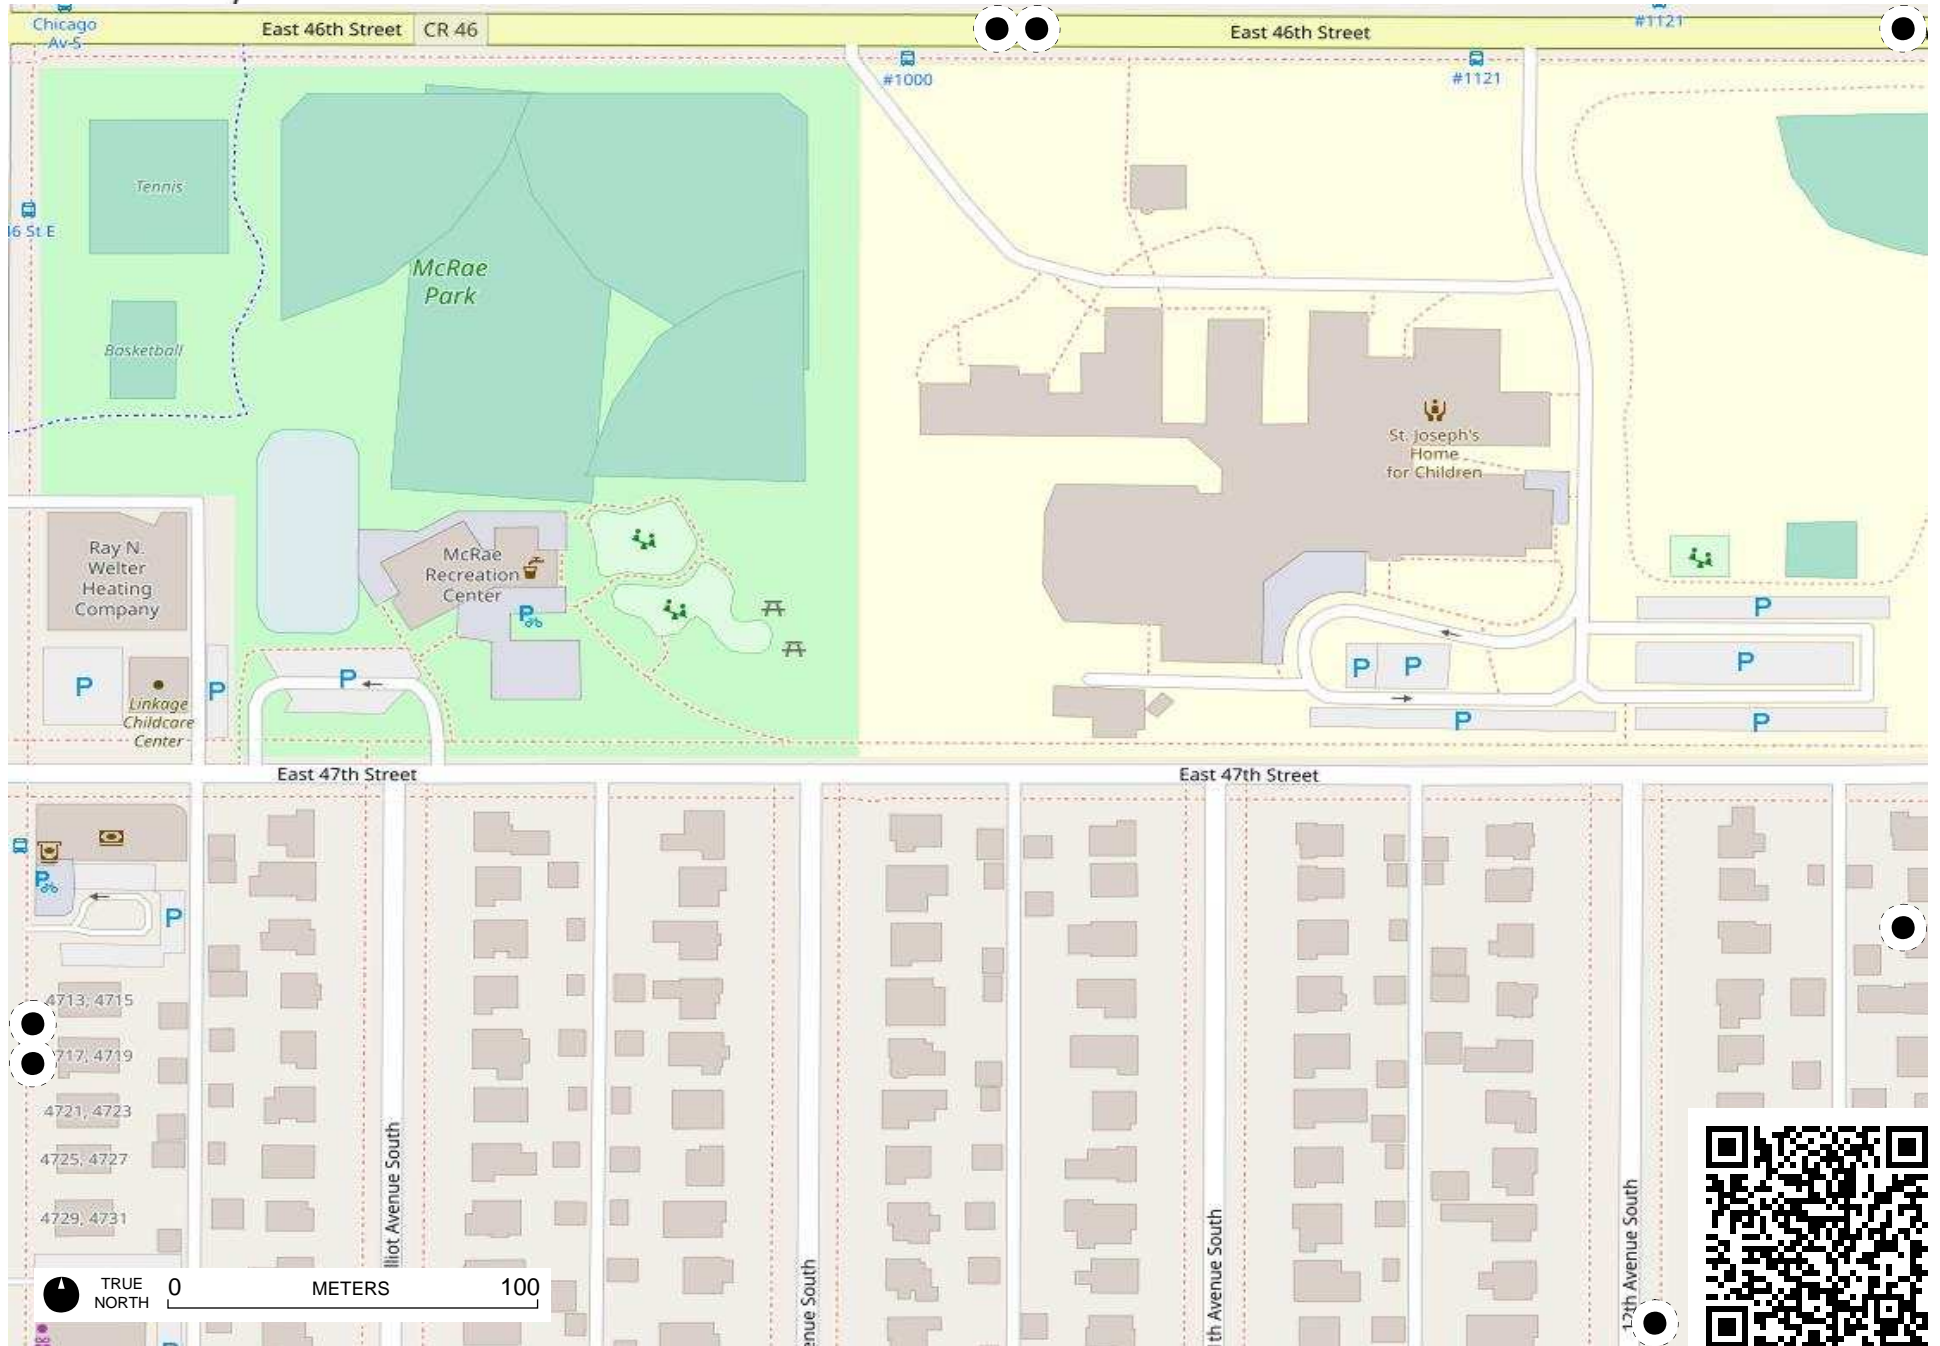 Chicago
Av S
East 46th Street
CR 46
East 46th Street
#1121
#1000
#1121
Tennis
46 St E
McRae
Park
Basketball
St. Joseph's
Home
for Children
Ray N.
Welter
Heating
Company
McRae
Recreation
Center
P
P
P
P
P
P
P
P
Linkage
Childcare
Center
P
P
P
East 47th Street
East 47th Street
P
P
4713, 4715
4717, 4719
4721, 4723
4725, 4727
4729, 4731
lliot Avenue South
enue South
th Avenue South
12th Avenue South
TRUE
NORTH
0
METERS
100